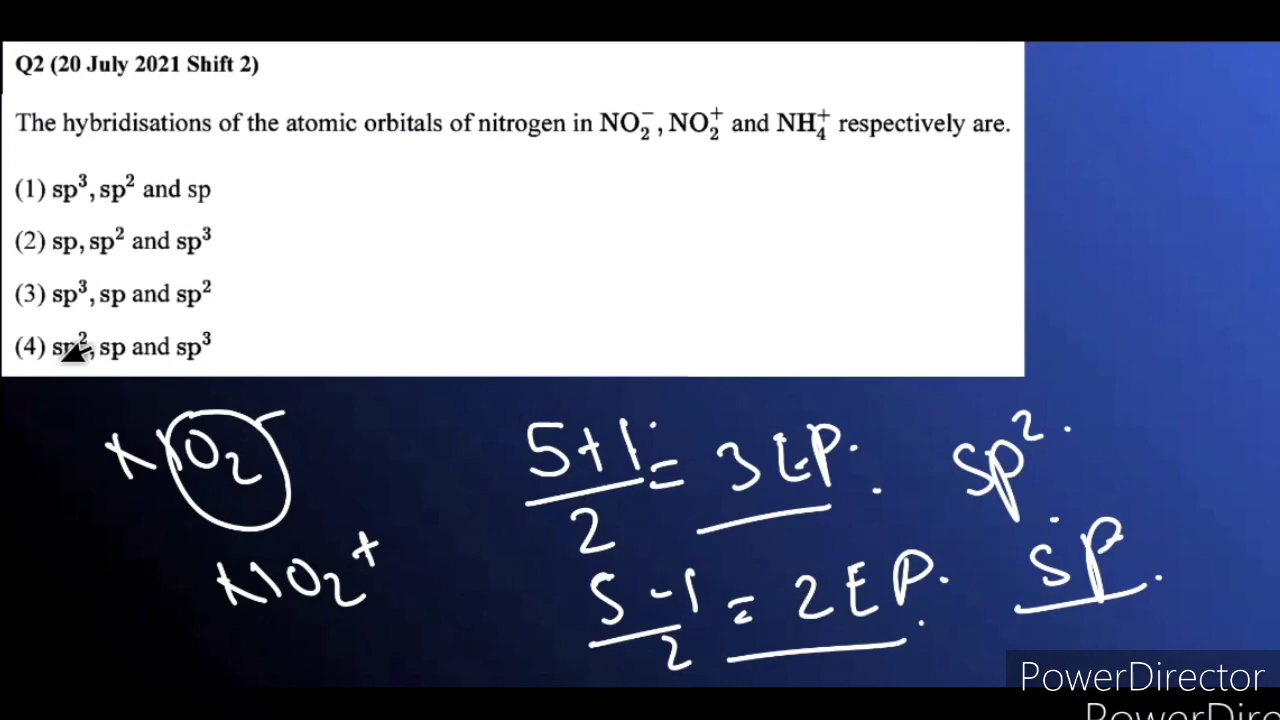 Q2 (20 July 2021 Shift 2)
The hybridisations of the atomic orbitals of nitrogen in NO₂⁻, NO₂⁺ and NH₄⁺ respectively are.
(1) sp³, sp² and sp
(2) sp, sp² and sp³
(3) sp³, sp and sp²
(4) sp², sp and sp³
NO₂⁻ (5+1)/2 = 3 EP. sp².
NO₂⁺ (5-1)/2 = 2 EP. sp.
PowerDirector
PowerDire